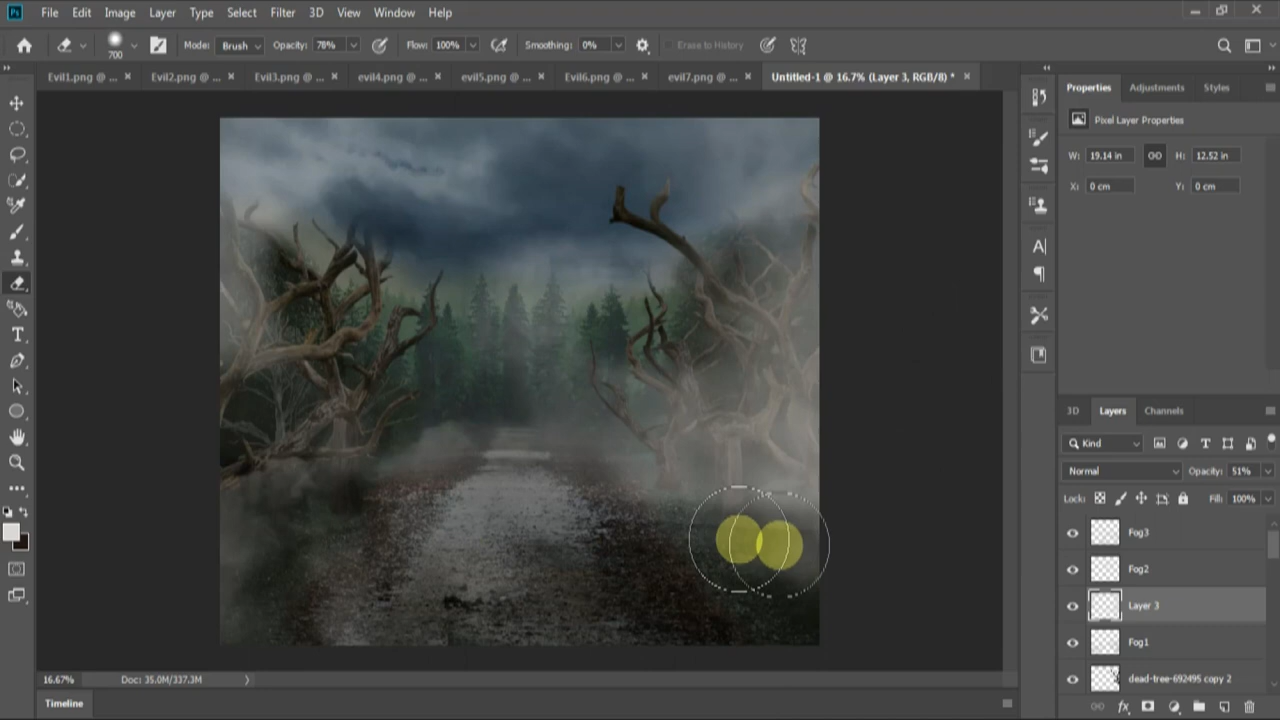 Ps File Edit Image Layer Type Select Filter 3D View Window Help
700 Mode: Brush Opacity: 78% Flow: 100% Smoothing: 0% Erase to History
Evil1.png @ ... × Evil2.png @ ... × Evil3.png @ ... × evil4.png @ ... × evil5.png @ ... × Evil6.png @ ... × evil7.png @ ... × Untitled-1 @ 16.7% (Layer 3, RGB/8) * ×
Properties Adjustments Styles
Pixel Layer Properties
W: 19.14 in H: 12.52 in
X: 0 cm Y: 0 cm
3D Layers Channels
Kind
Normal Opacity: 51%
Lock: Fill: 100%
Fog3
Fog2
Layer 3
Fog1
dead-tree-692495 copy 2
16.67% Doc: 35.0M/337.3M
Timeline